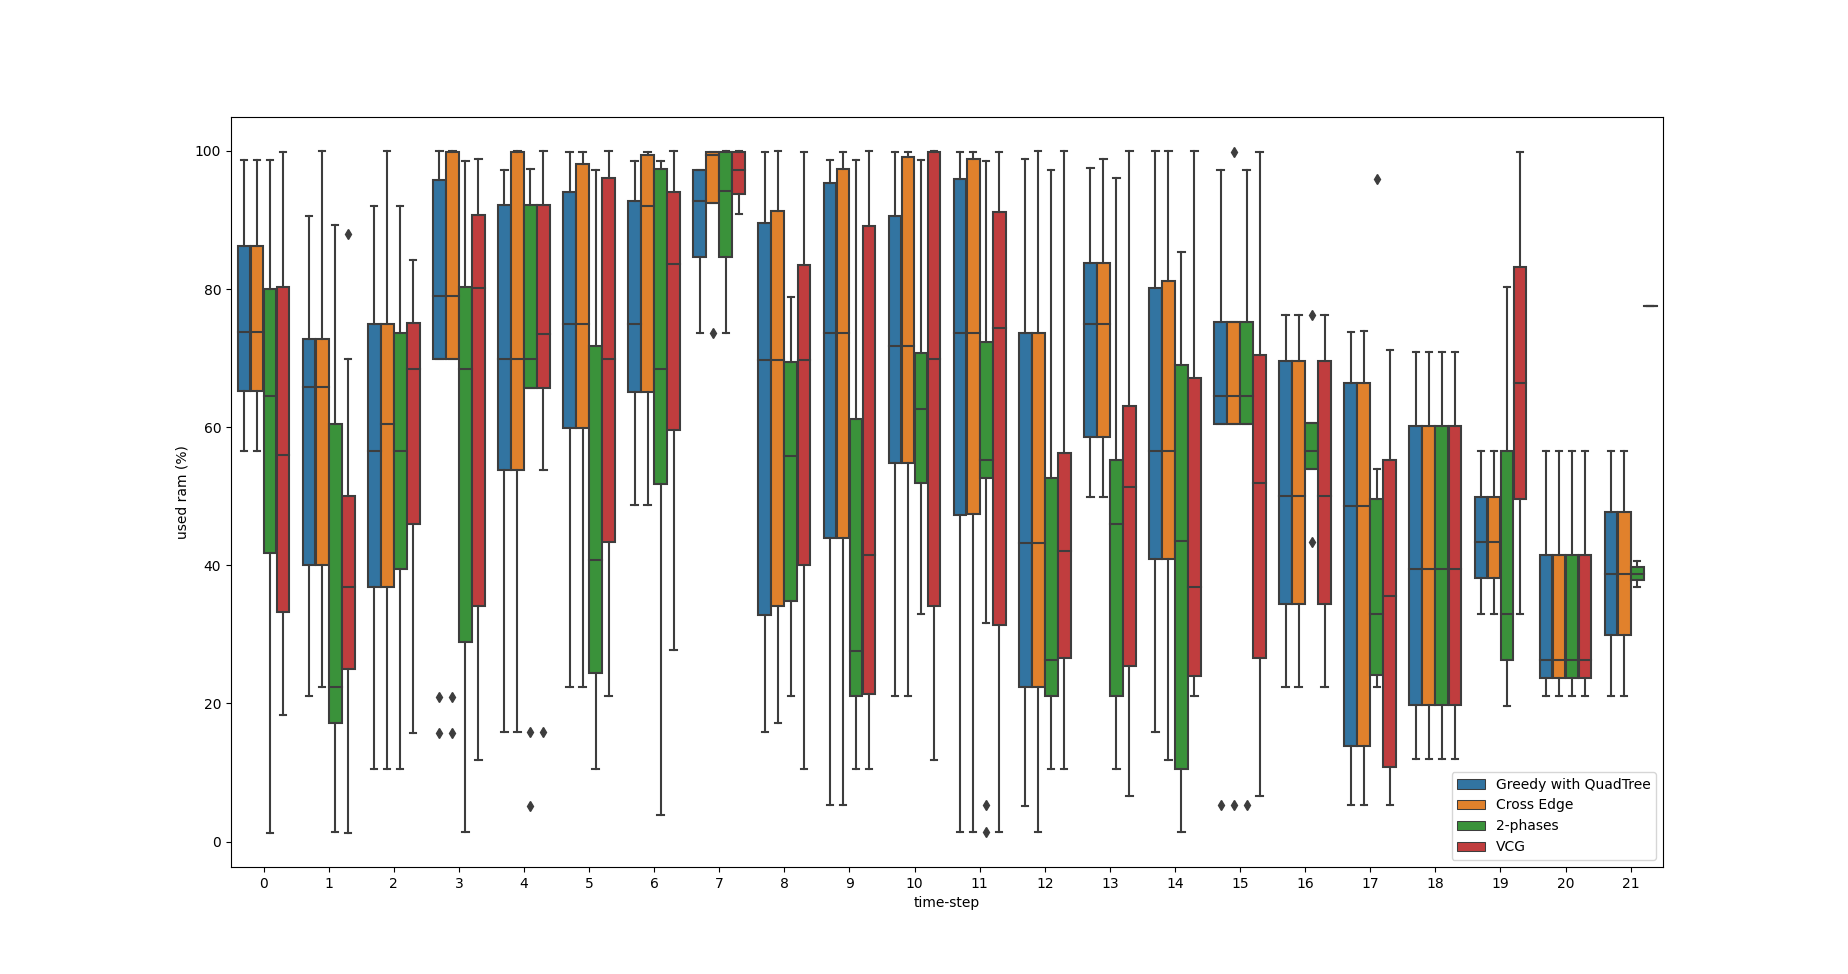 100
80
60
40
20
0
used ram (%)
0 1 2 3 4 5 6 7 8 9 10 11 12 13 14 15 16 17 18 19 20 21
time-step
Greedy with QuadTree
Cross Edge
2-phases
VCG